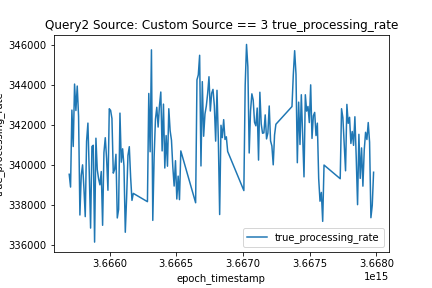 Query2 Source: Custom Source == 3 true_processing_rate
346000
344000
342000
340000
338000
336000
true_processing_rate
3.6660 3.6665 3.6670 3.6675 3.6680
1e15
epoch_timestamp
true_processing_rate